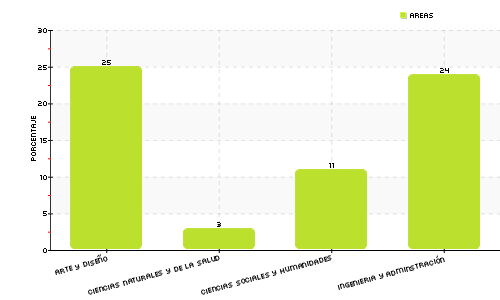 AREAS
PORCENTAJE
30
25
20
15
10
5
0
25
3
11
24
ARTE Y DISEÑO
CIENCIAS NATURALES Y DE LA SALUD
CIENCIAS SOCIALES Y HUMANIDADES
INGENIERIA Y ADMINSTRACIÓN